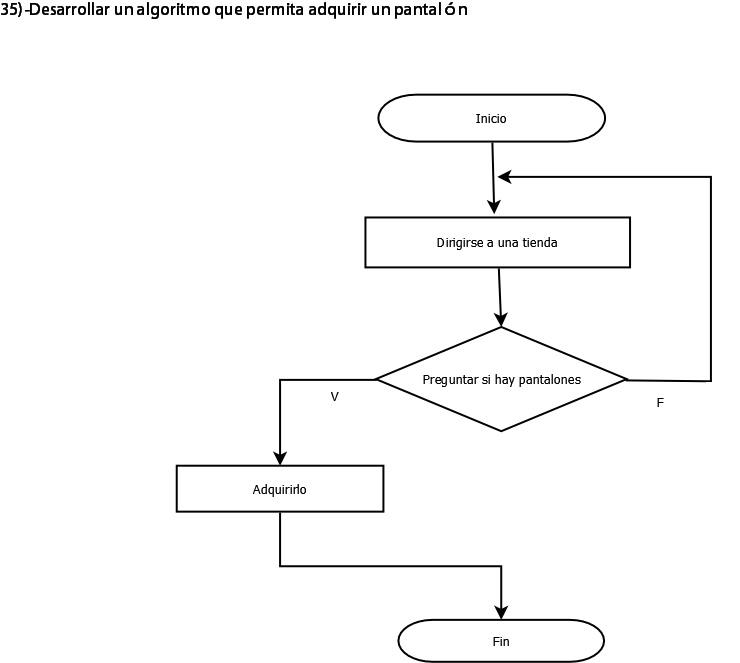 35)-Desarrollar un algoritmo que permita adquirir un pantalón
Inicio
Dirigirse a una tienda
Preguntar si hay pantalones
V
F
Adquirirlo
Fin